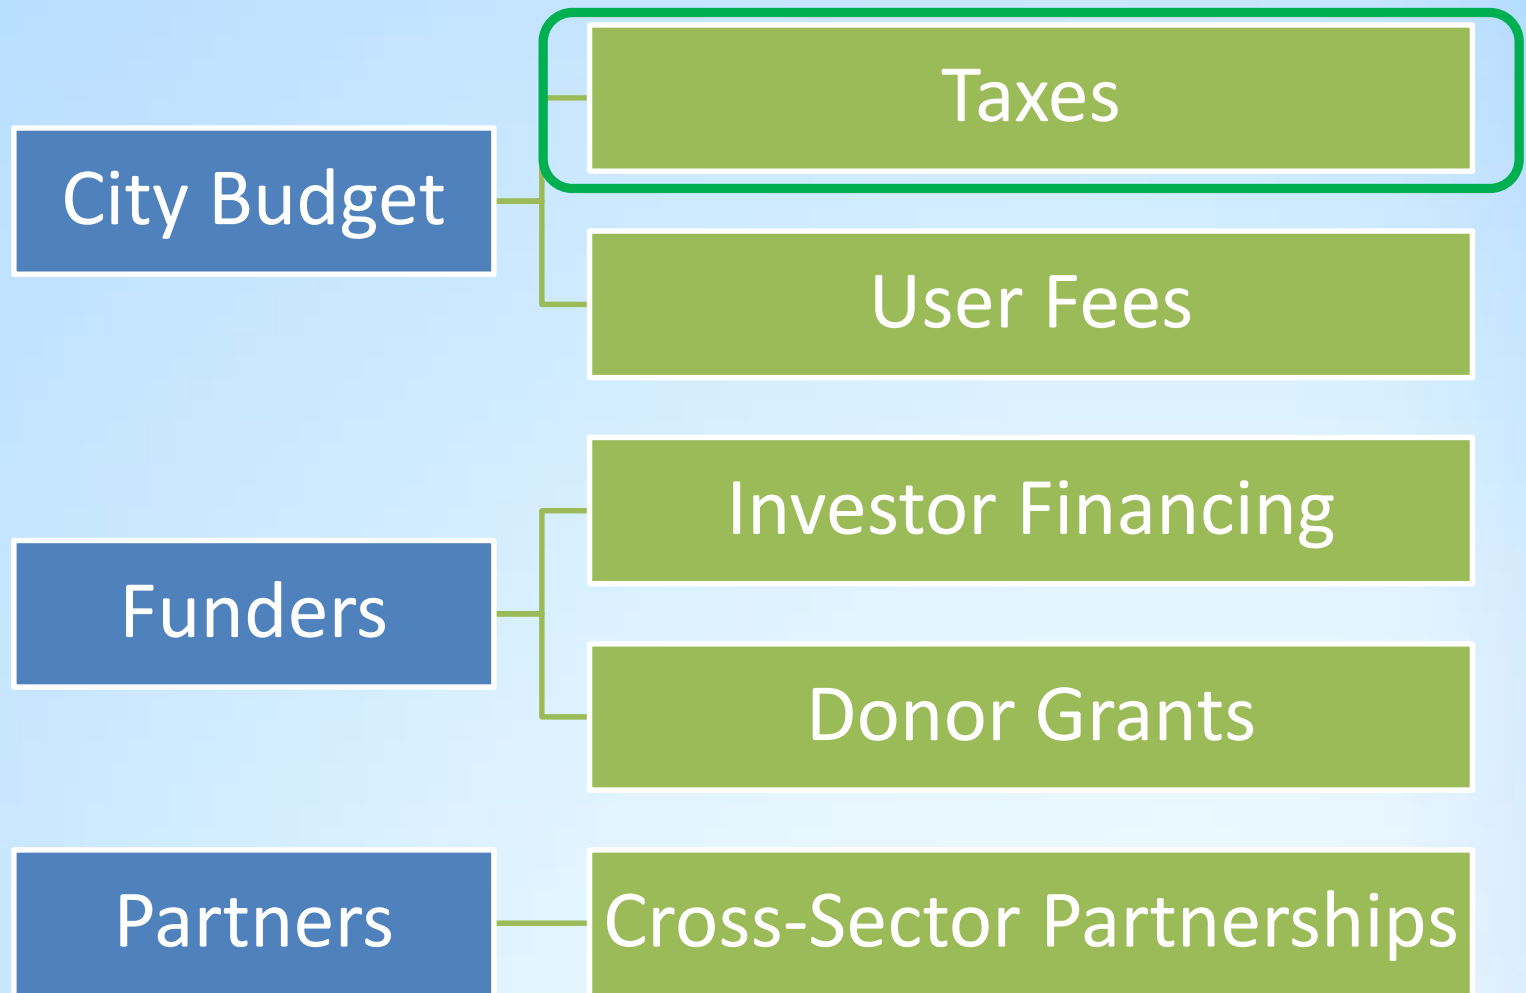 City Budget
Taxes
User Fees
Funders
Investor Financing
Donor Grants
Partners
Cross-Sector Partnerships